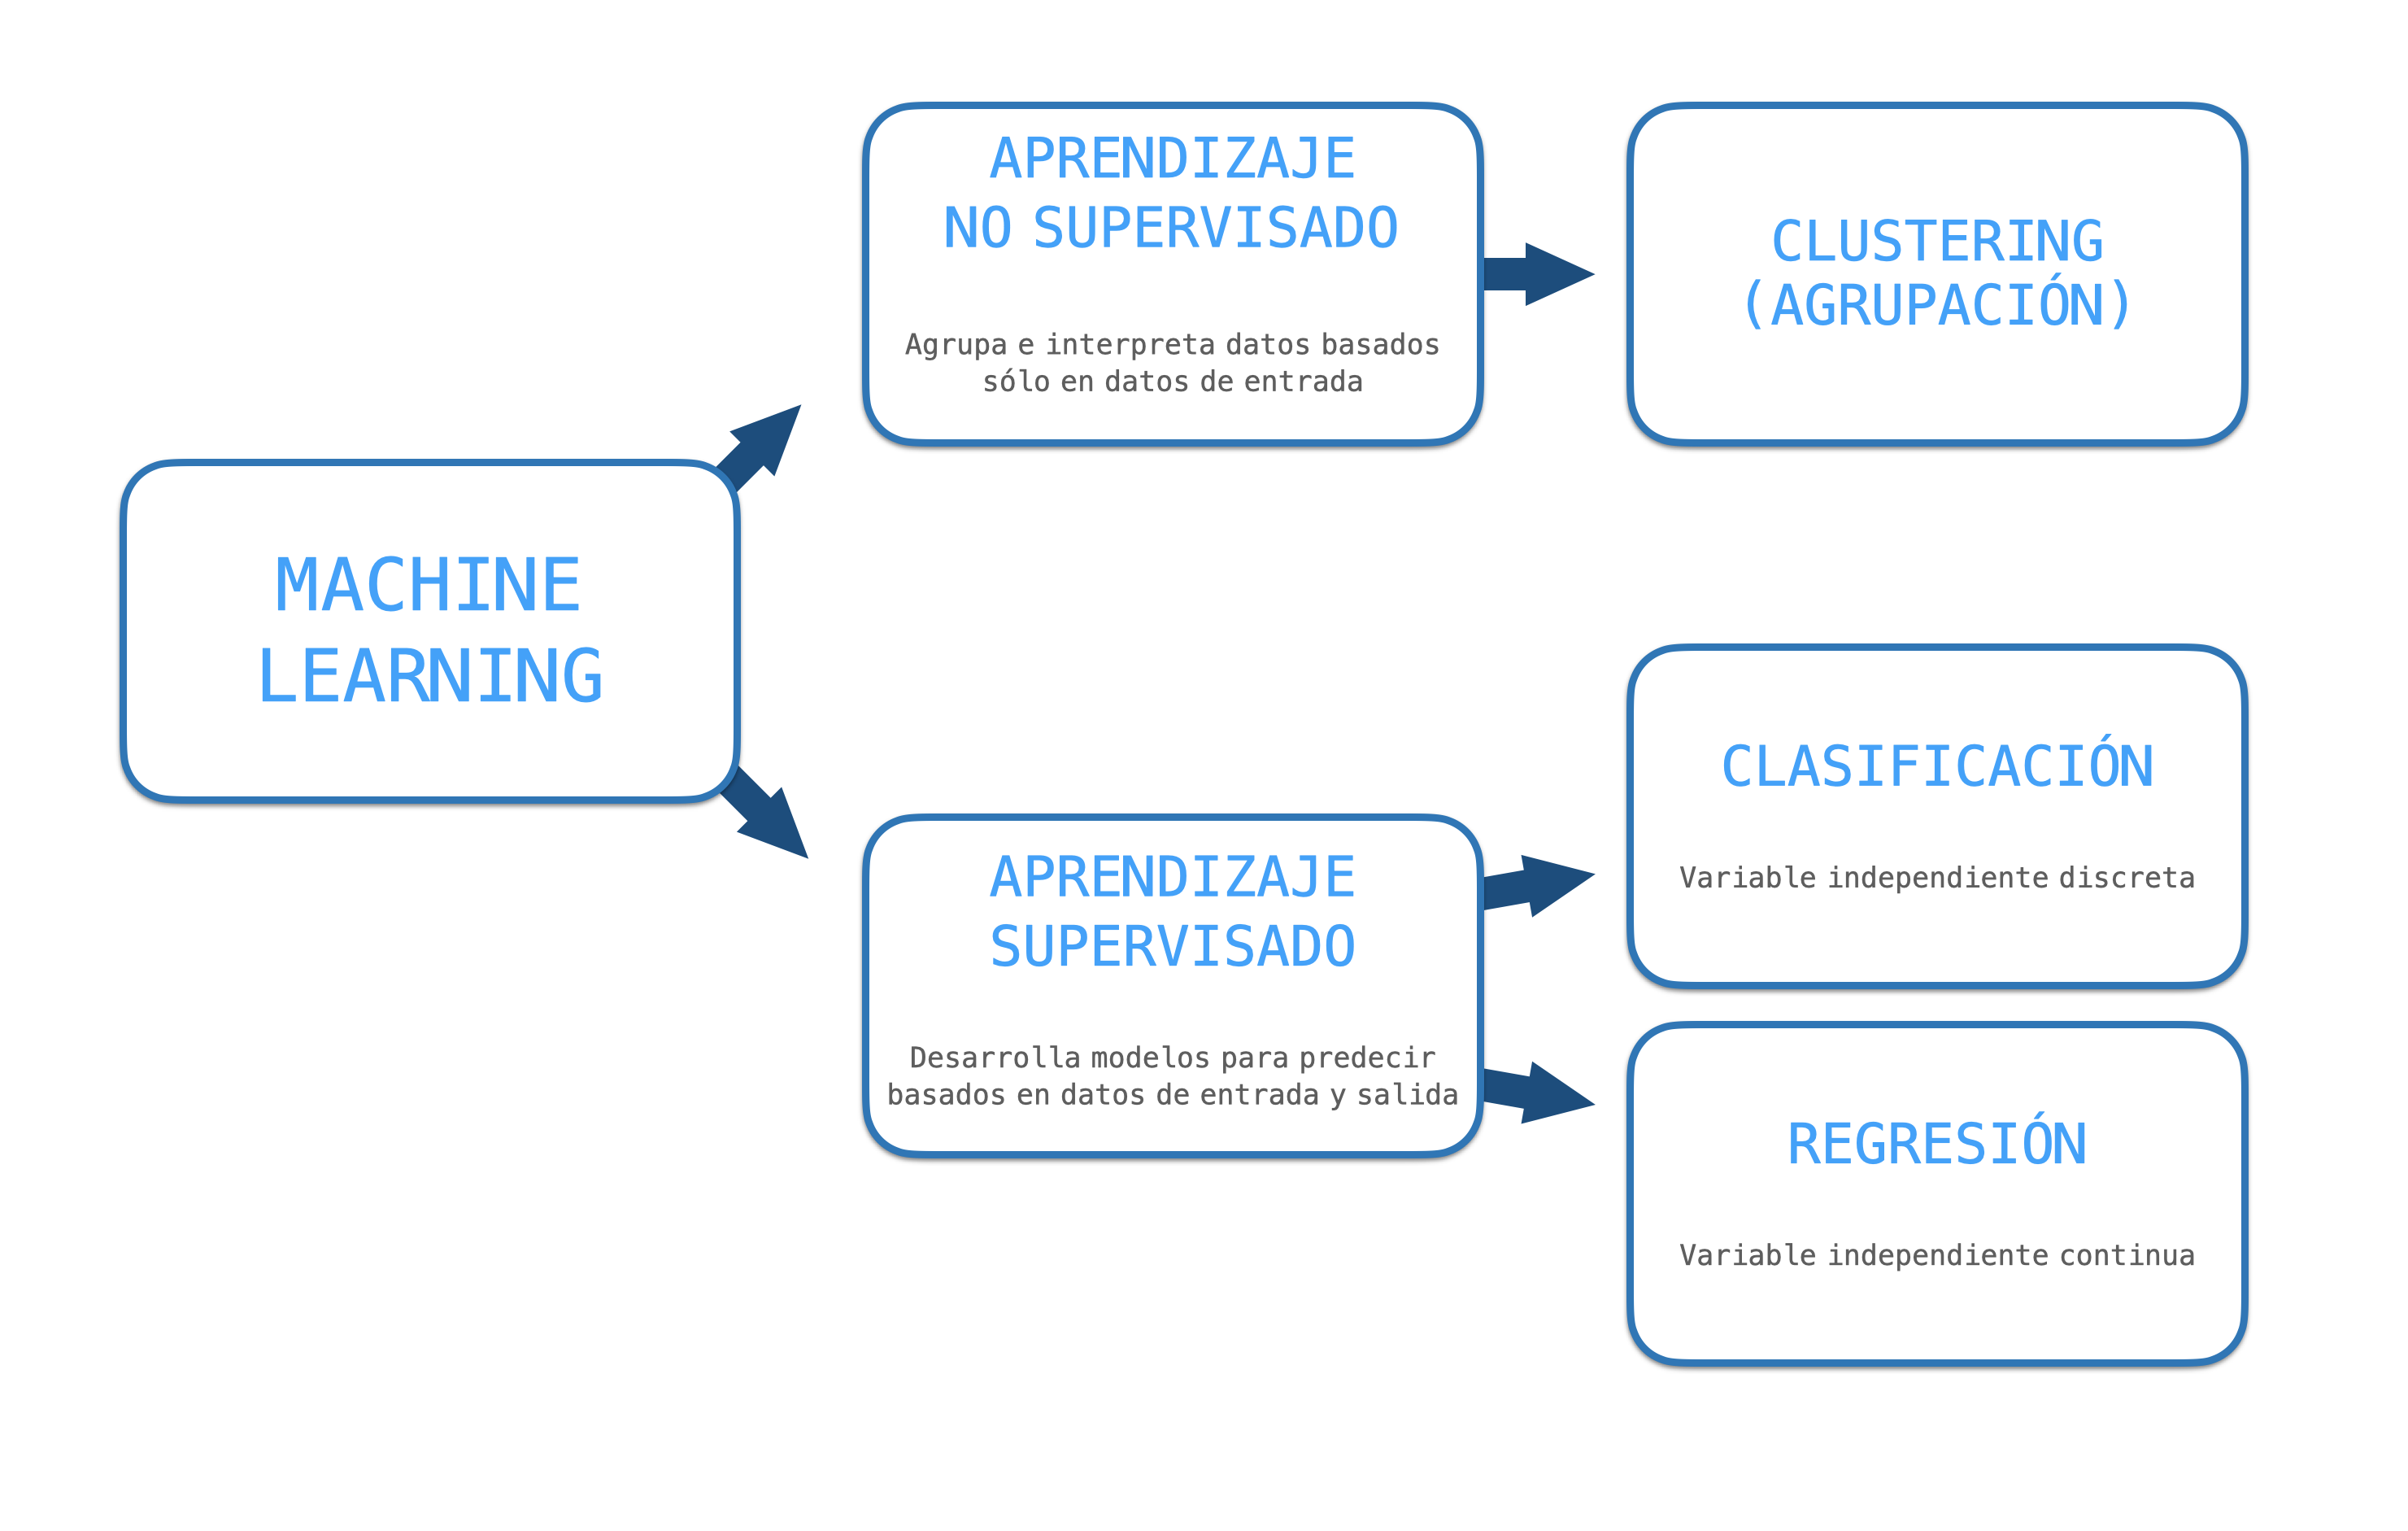 MACHINE
LEARNING
APRENDIZAJE
NO SUPERVISADO
Agrupa e interpreta datos basados
sólo en datos de entrada
CLUSTERING
(AGRUPACIÓN)
APRENDIZAJE
SUPERVISADO
Desarrolla modelos para predecir
basados en datos de entrada y salida
CLASIFICACIÓN
Variable independiente discreta
REGRESIÓN
Variable independiente continua